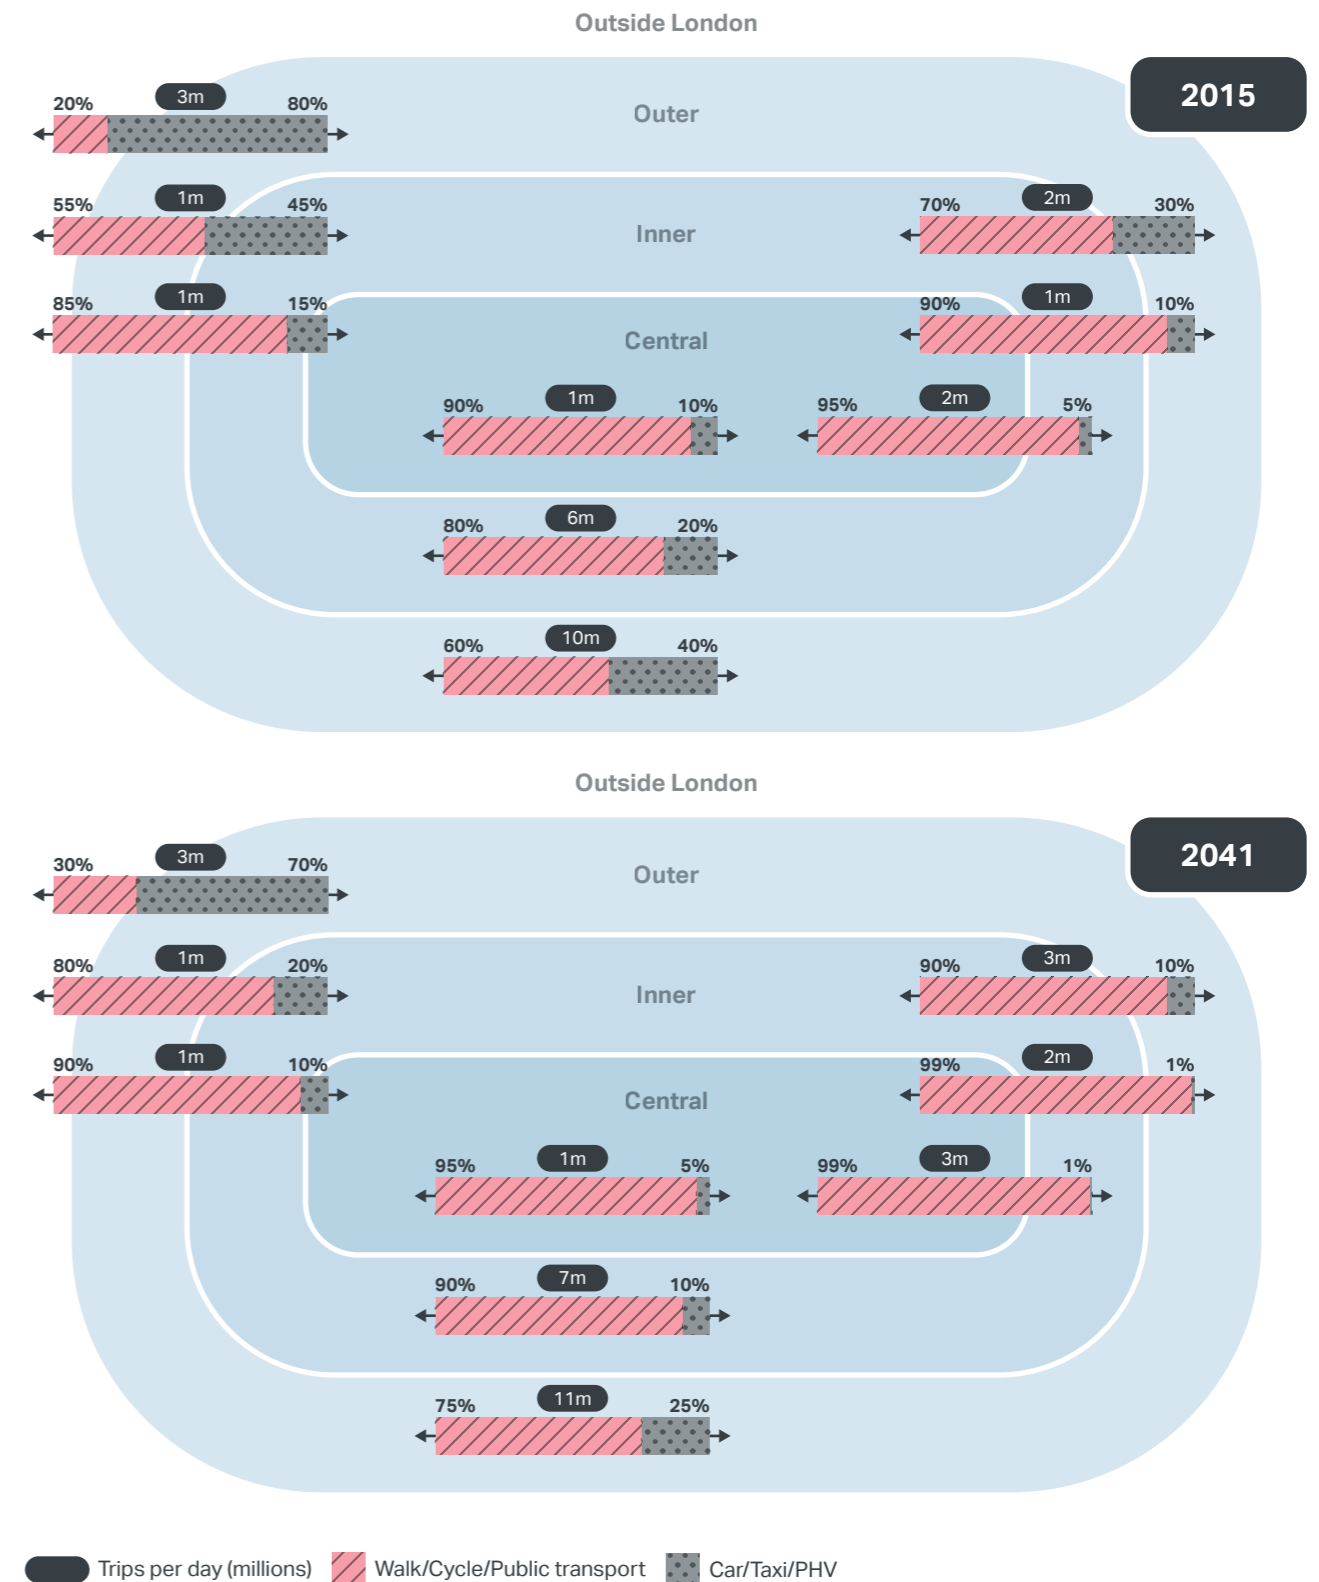 Outside London
2015
Outer
20% 3m 80%
55% 1m 45%
70% 2m 30%
Inner
85% 1m 15%
90% 1m 10%
Central
90% 1m 10%
95% 2m 5%
80% 6m 20%
60% 10m 40%
Outside London
2041
Outer
30% 3m 70%
80% 1m 20%
90% 3m 10%
Inner
90% 1m 10%
99% 2m 1%
Central
95% 1m 5%
99% 3m 1%
90% 7m 10%
75% 11m 25%
Trips per day (millions) Walk/Cycle/Public transport Car/Taxi/PHV